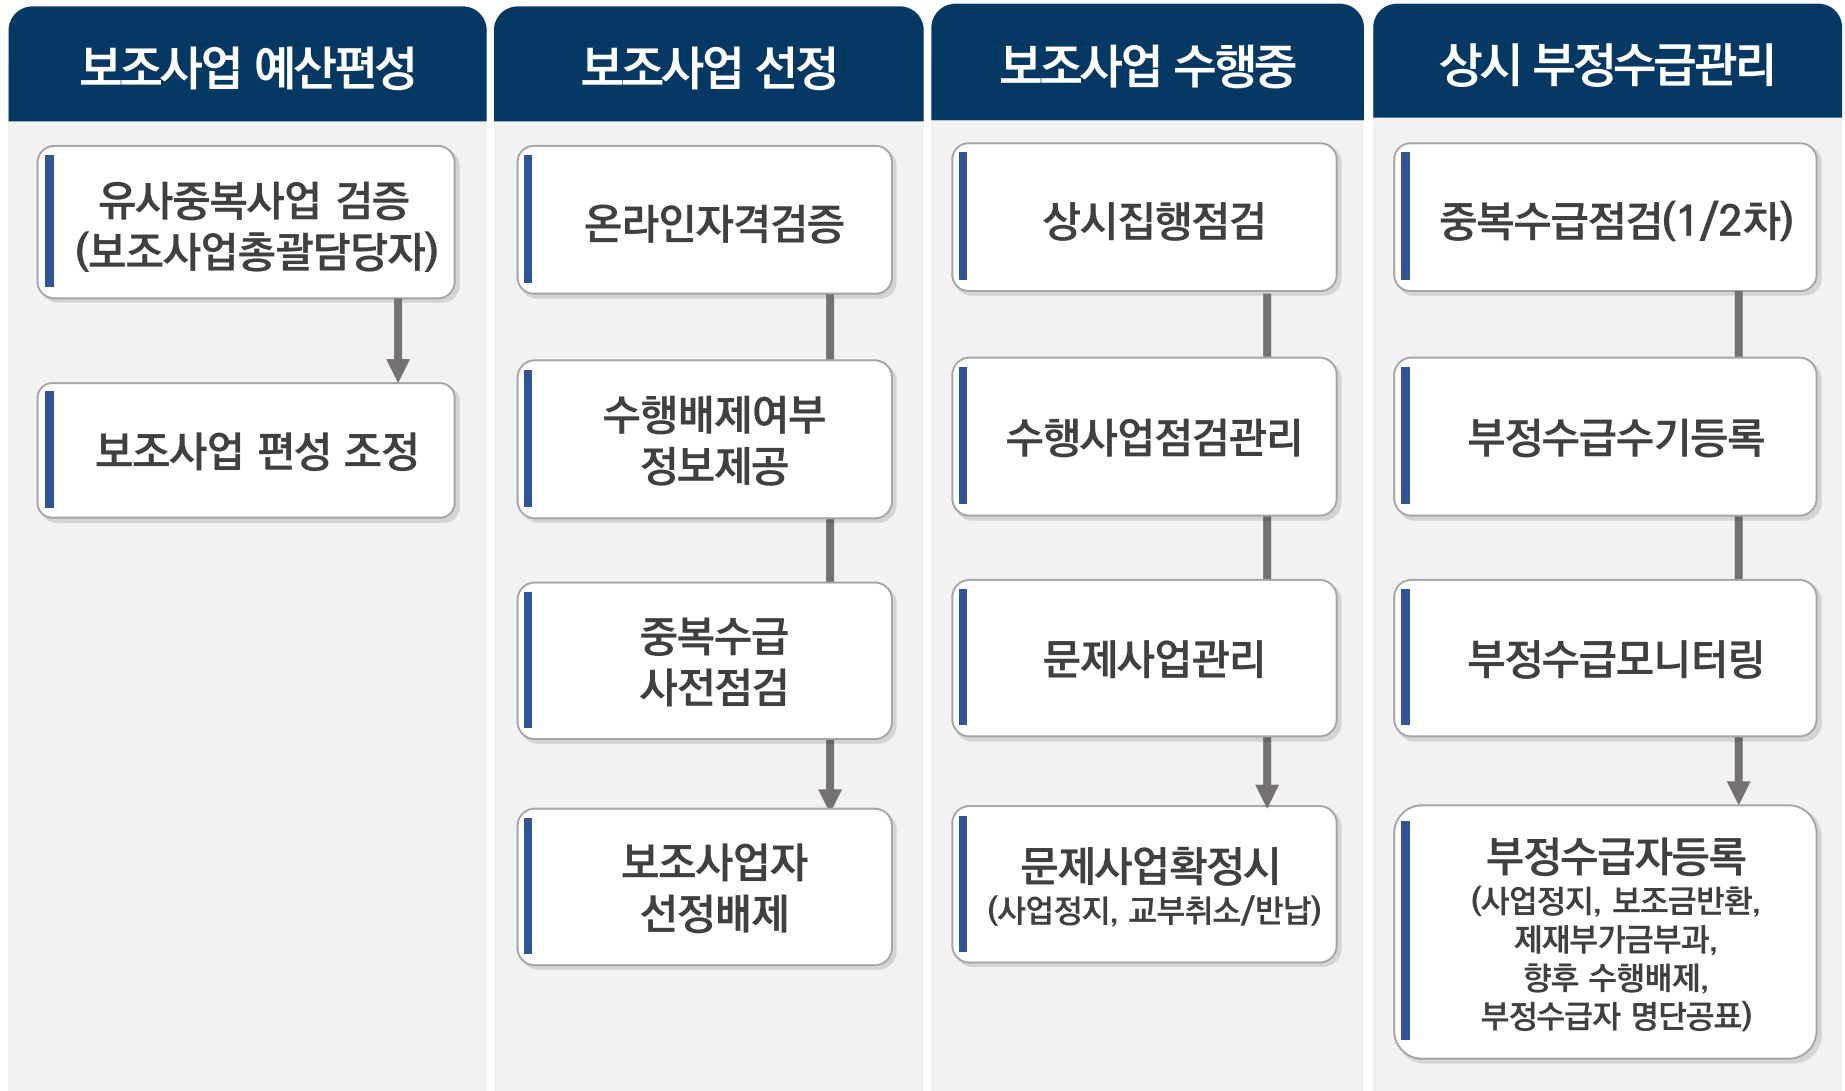 보조사업 예산편성
유사중복사업 검증
(보조사업총괄담당자)
보조사업 편성 조정
보조사업 선정
온라인자격검증
수행배제여부
정보제공
중복수급
사전점검
보조사업자
선정배제
보조사업 수행중
상시집행점검
수행사업점검관리
문제사업관리
문제사업확정시
(사업정지, 교부취소/반납)
상시 부정수급관리
중복수급점검(1/2차)
부정수급수기등록
부정수급모니터링
부정수급자등록
(사업정지, 보조금반환,
제재부가금부과,
향후 수행배제,
부정수급자 명단공표)